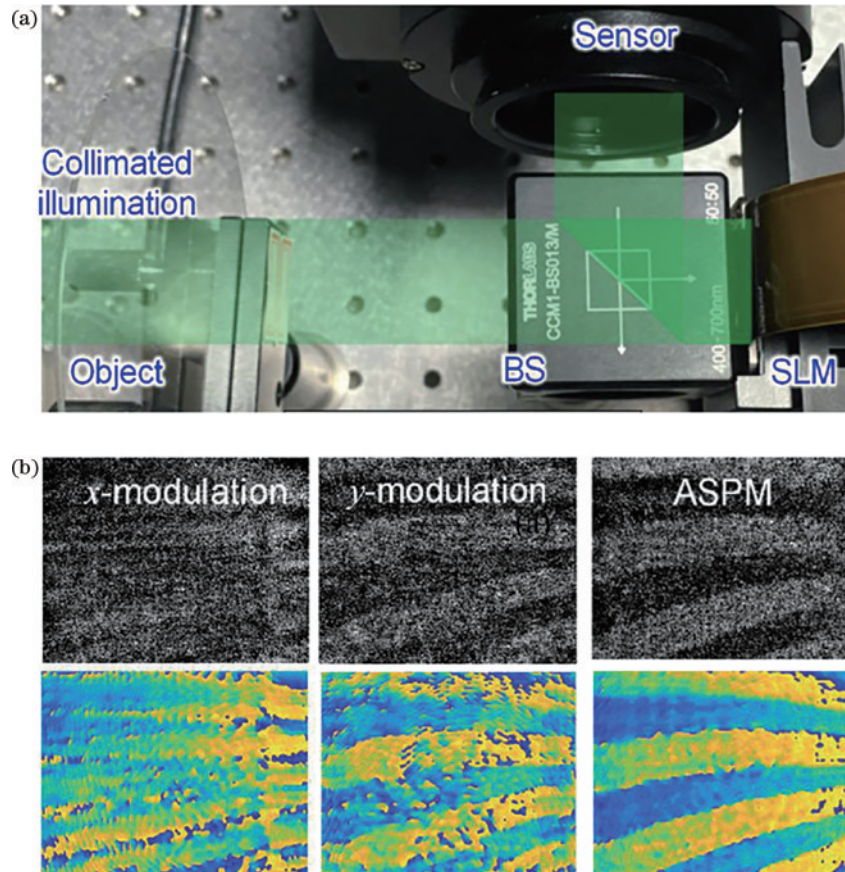 (a)
Sensor
Collimated
illumination
THORLABS
CCM1-BS013/M
50:50
400-700nm
Object
BS
SLM
(b)
x-modulation
y-modulation
ASPM
(d)